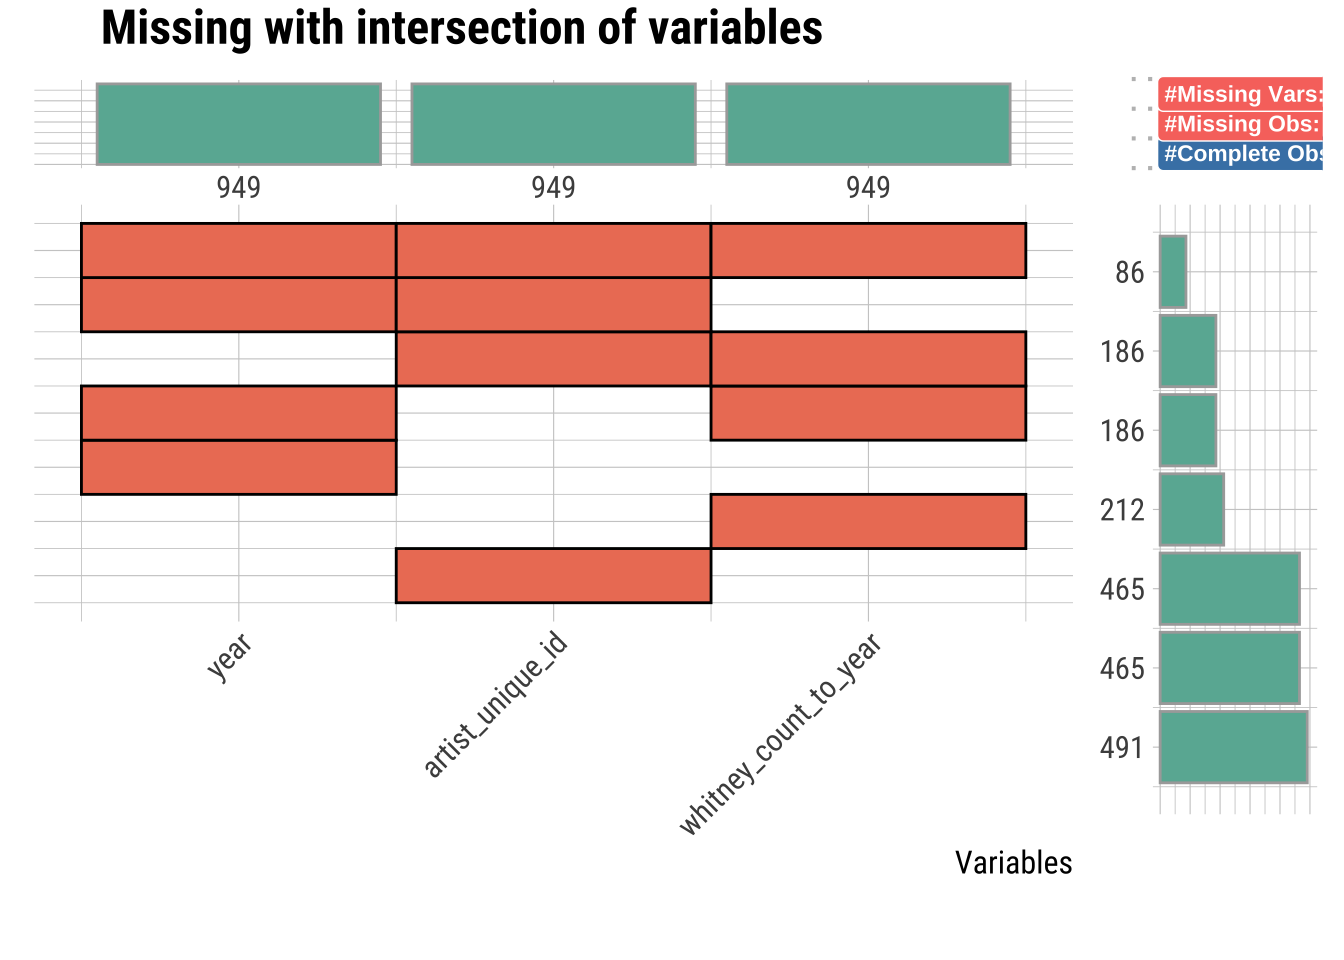 Missing with intersection of variables
#Missing Vars:
#Missing Obs:
#Complete Obs
949 949 949
86
186
186
212
465
465
491
year
artist_unique_id
whitney_count_to_year
Variables